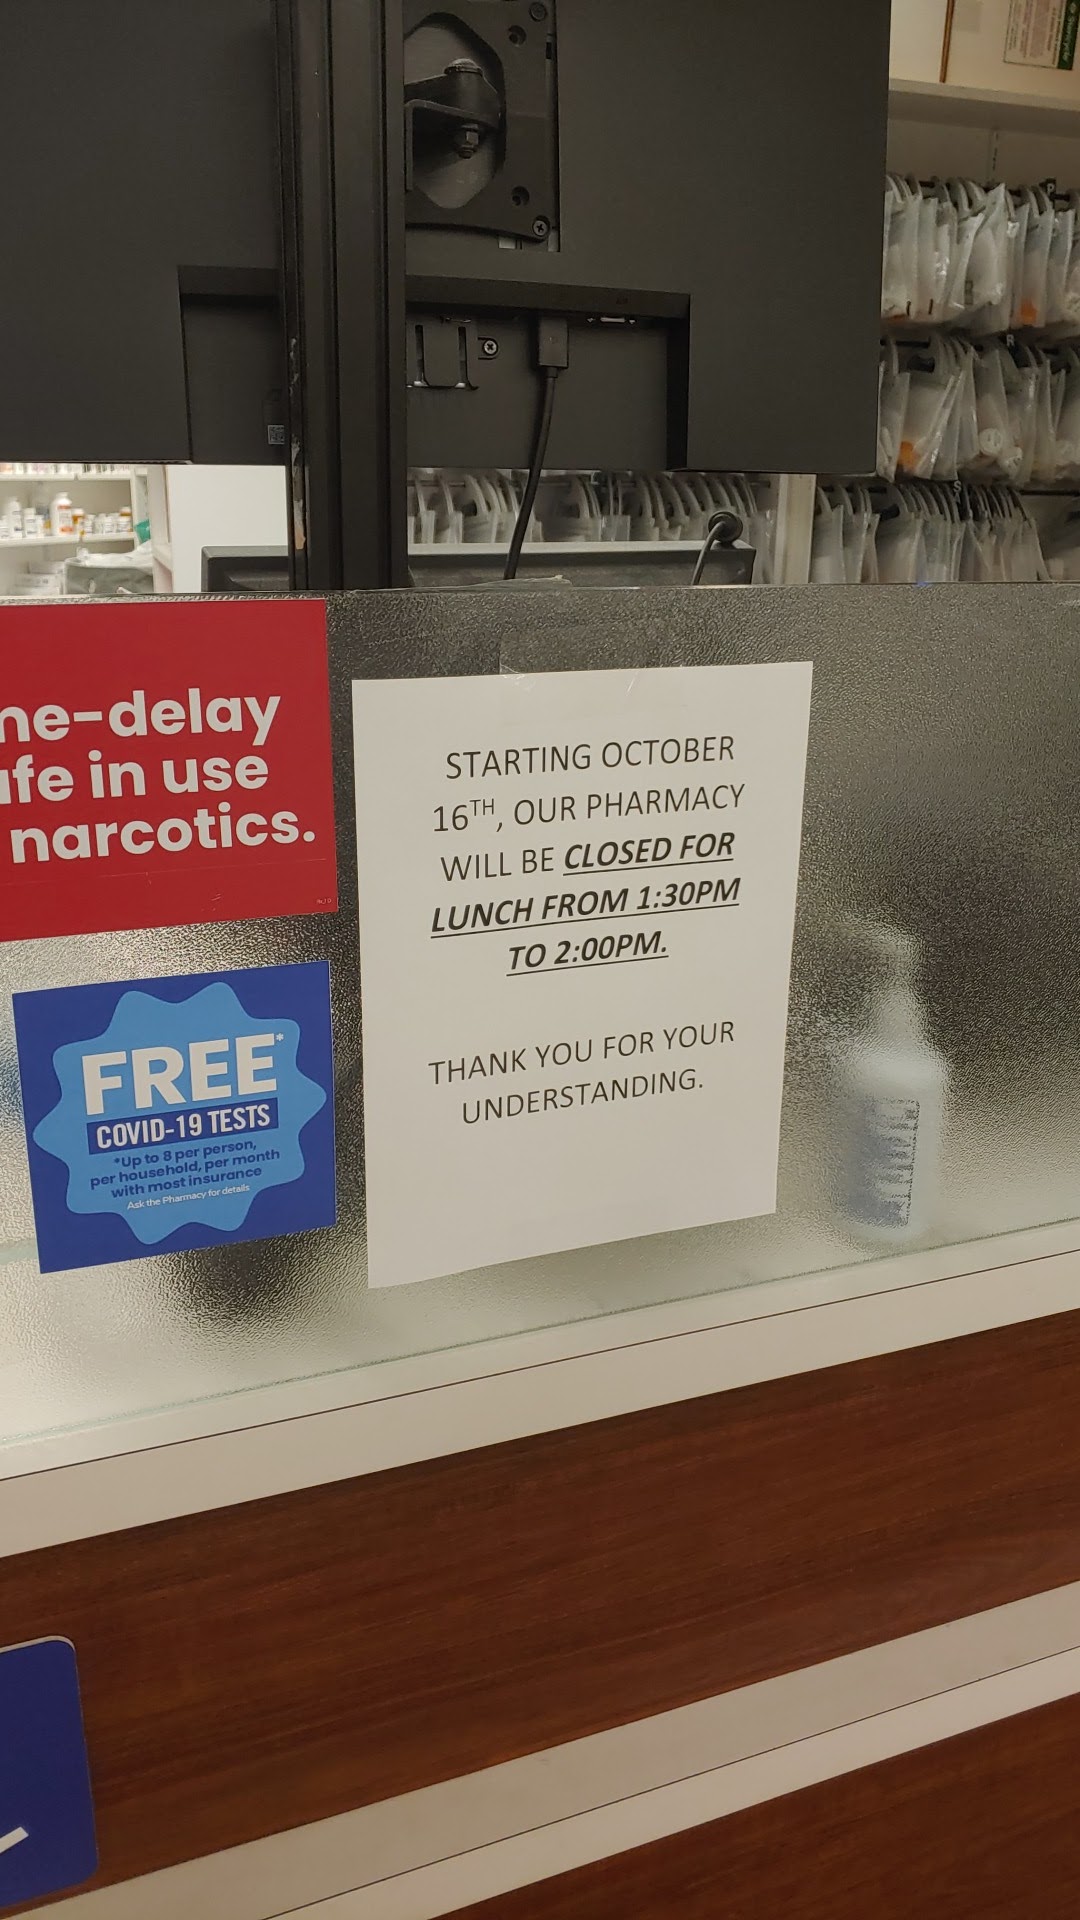 me-delay
afe in use
narcotics.
STARTING OCTOBER
16TH, OUR PHARMACY
WILL BE CLOSED FOR
LUNCH FROM 1:30PM
TO 2:00PM.
THANK YOU FOR YOUR
UNDERSTANDING.
FREE*
COVID-19 TESTS
*Up to 8 per person,
per household, per month
with most insurance
Ask the Pharmacy for details
P
R
S